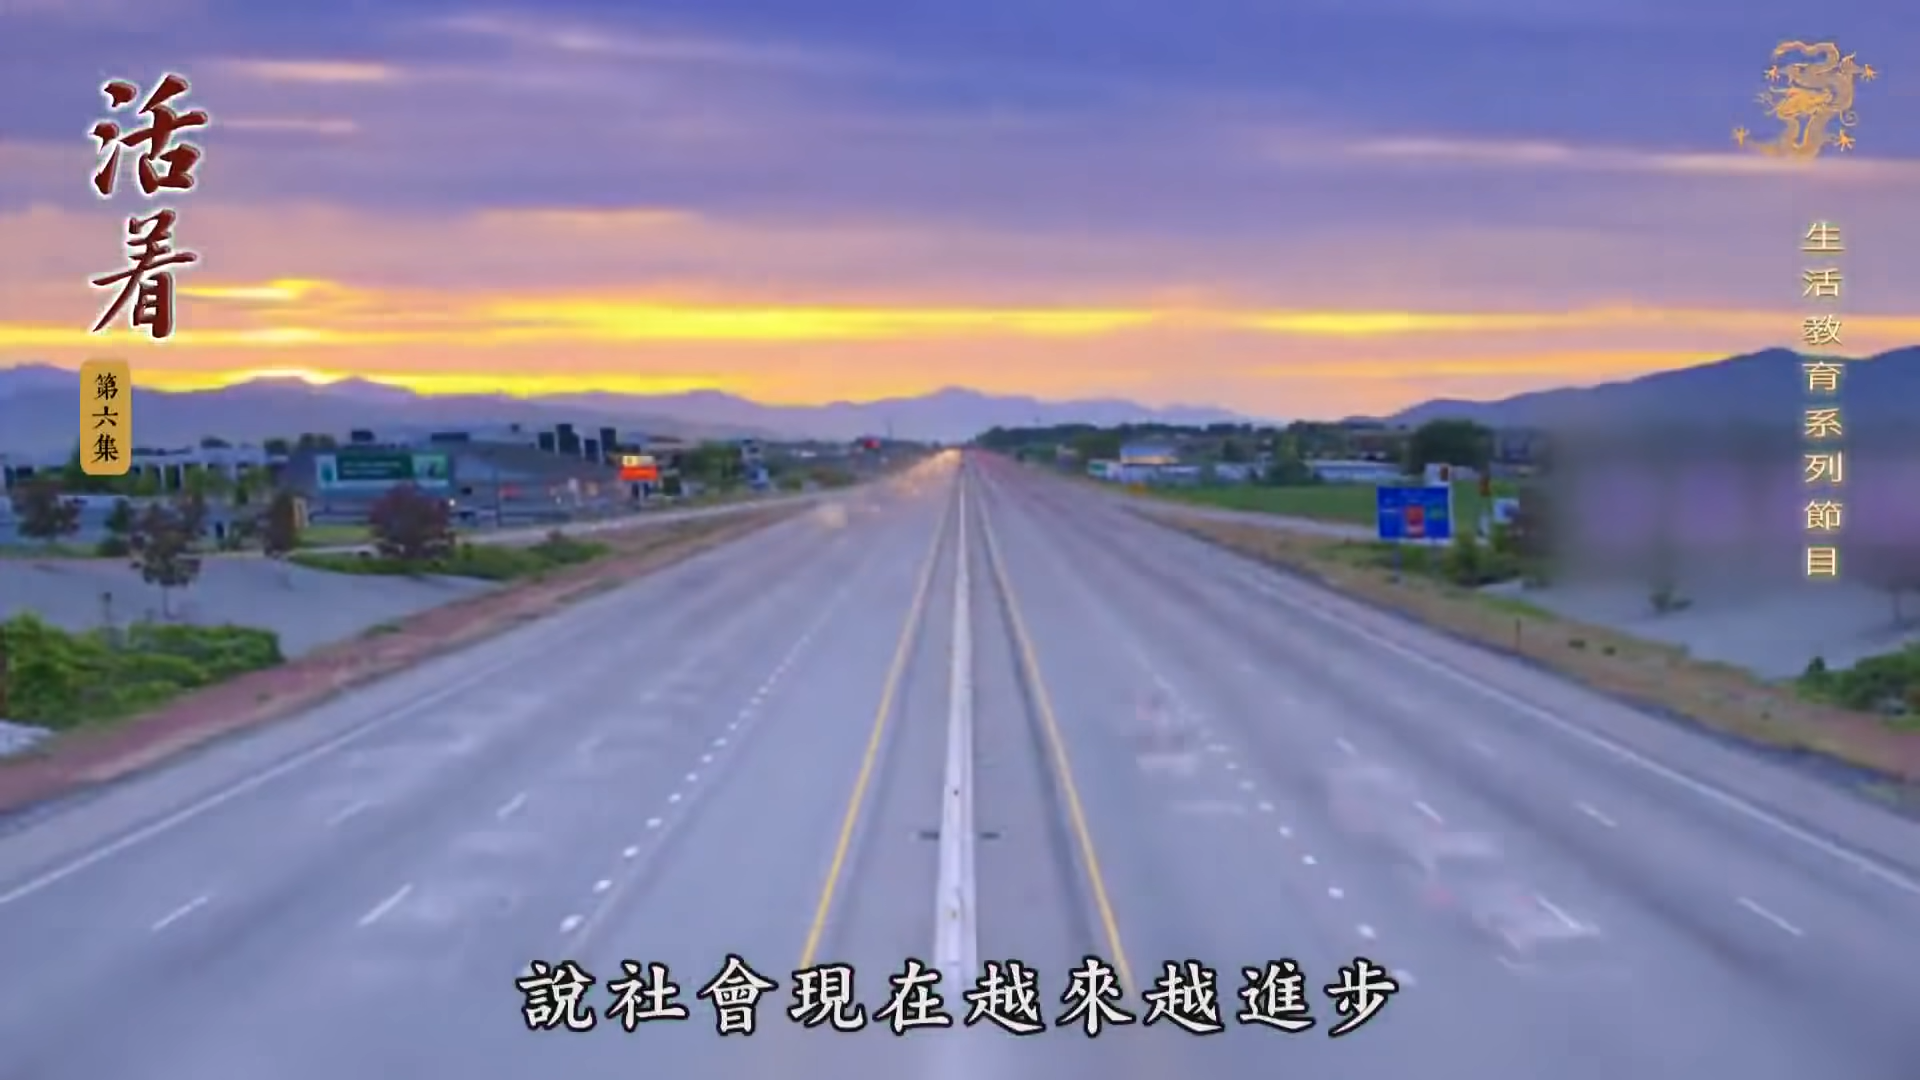 活着
第六集
生活教育系列節目
說社會現在越來越進步